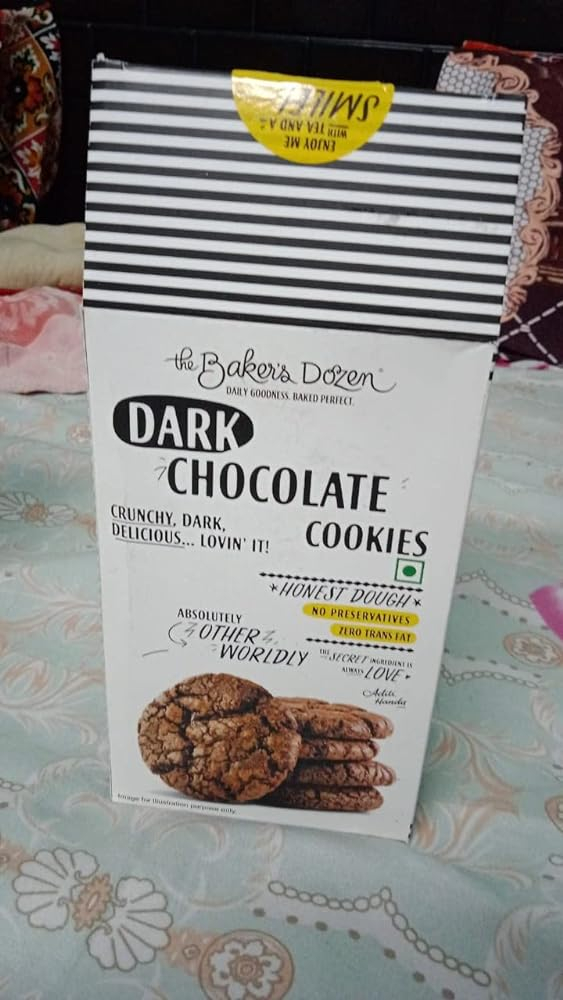 ENJOY ME
WITH TEA AND A
SMILE!
the Baker's Dozen
DAILY GOODNESS. BAKED PERFECT.
DARK
CHOCOLATE
COOKIES
CRUNCHY, DARK,
DELICIOUS... LOVIN' IT!
HONEST DOUGH
NO PRESERVATIVES
ZERO TRANS FAT
ABSOLUTELY
OTHER
WORLDLY
THE SECRET INGREDIENT IS
ALWAYS LOVE
Aditi
Handa
Image for illustration purpose only.